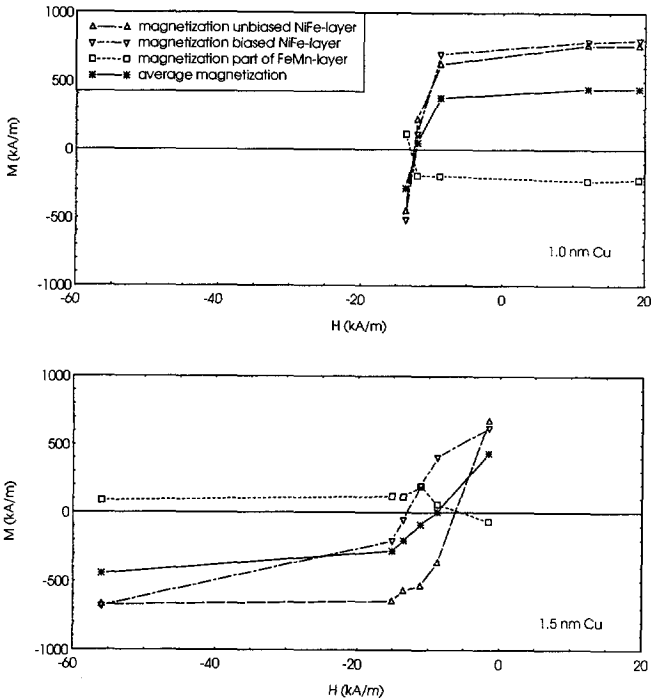 1000
500
0
-500
-1000
M (kA/m)
magnetization unbiased NiFe-layer
magnetization biased NiFe-layer
magnetization part of FeMn-layer
average magnetization
1.0 nm Cu
-60 -40 -20 0 20
H (kA/m)
1000
500
0
-500
-1000
M (kA/m)
1.5 nm Cu
-60 -40 -20 0 20
H (kA/m)